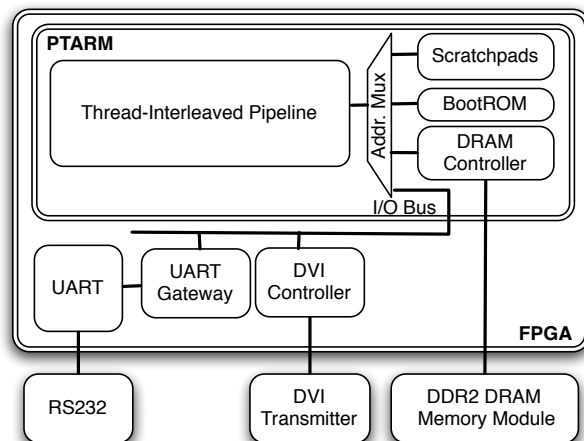 PTARM
Thread-Interleaved Pipeline
Addr. Mux
Scratchpads
BootROM
DRAM
Controller
I/O Bus
UART
UART
Gateway
DVI
Controller
FPGA
RS232
DVI
Transmitter
DDR2 DRAM
Memory Module